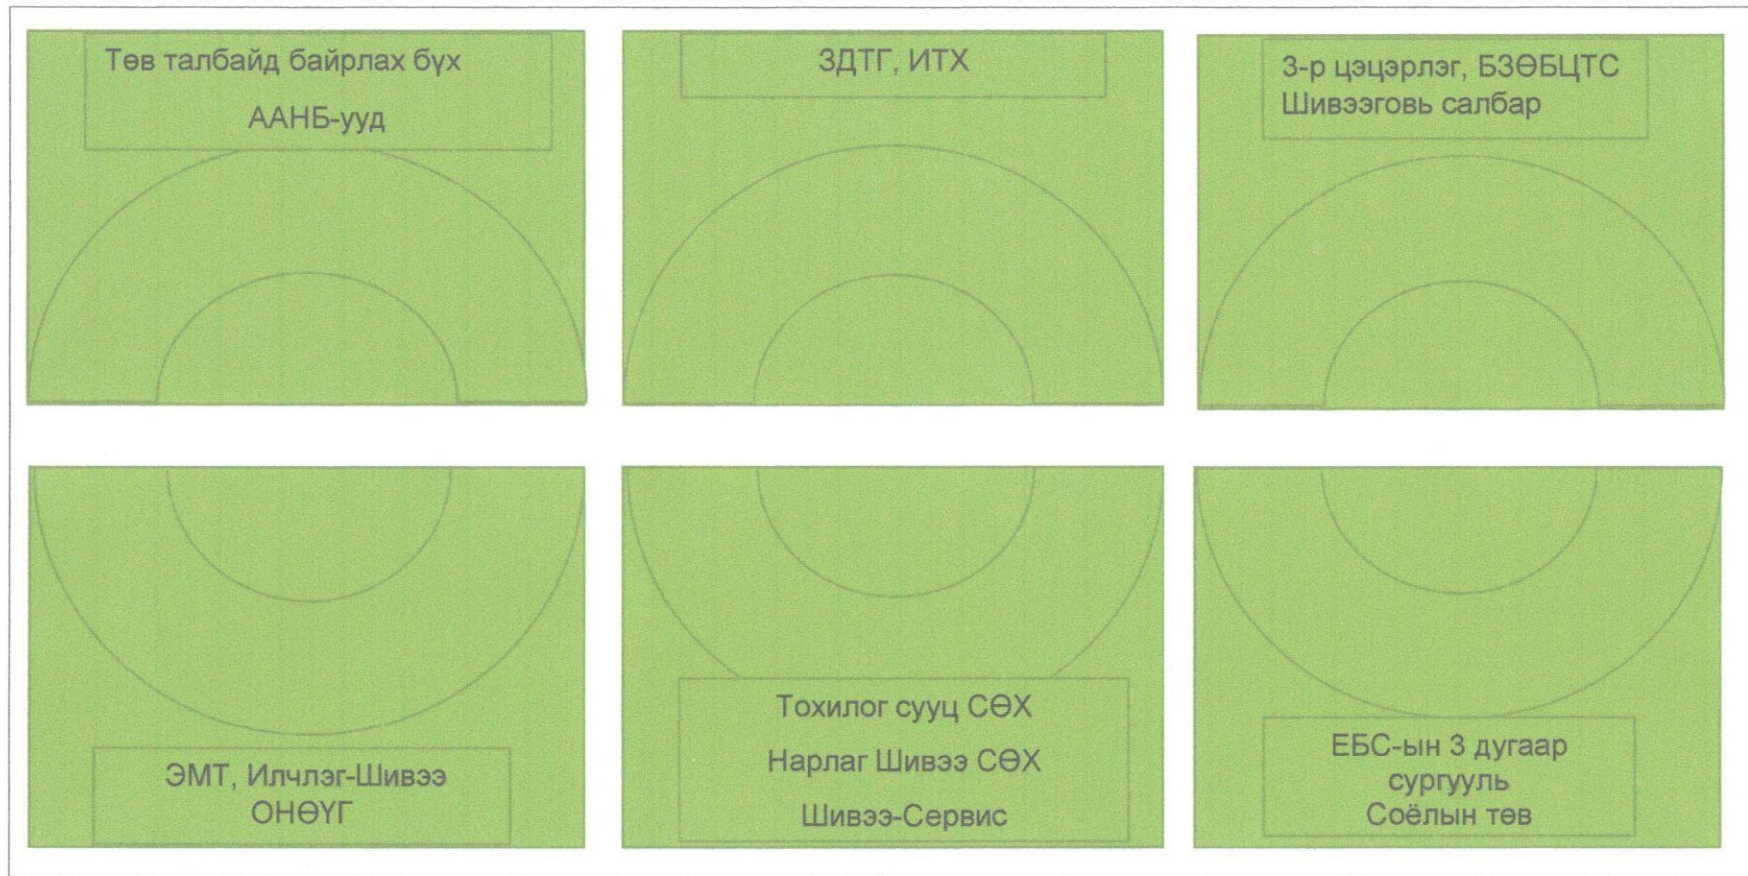 Төв талбайд байрлах бүх
ААНБ-ууд
ЗДТГ, ИТХ
3-р цэцэрлэг, БЗӨБЦТС
Шивээговь салбар
ЭМТ, Илчлэг-Шивээ
ОНӨҮГ
Тохилог сууц СӨХ
Нарлаг Шивээ СӨХ
Шивээ-Сервис
ЕБС-ын 3 дугаар
сургууль
Соёлын төв